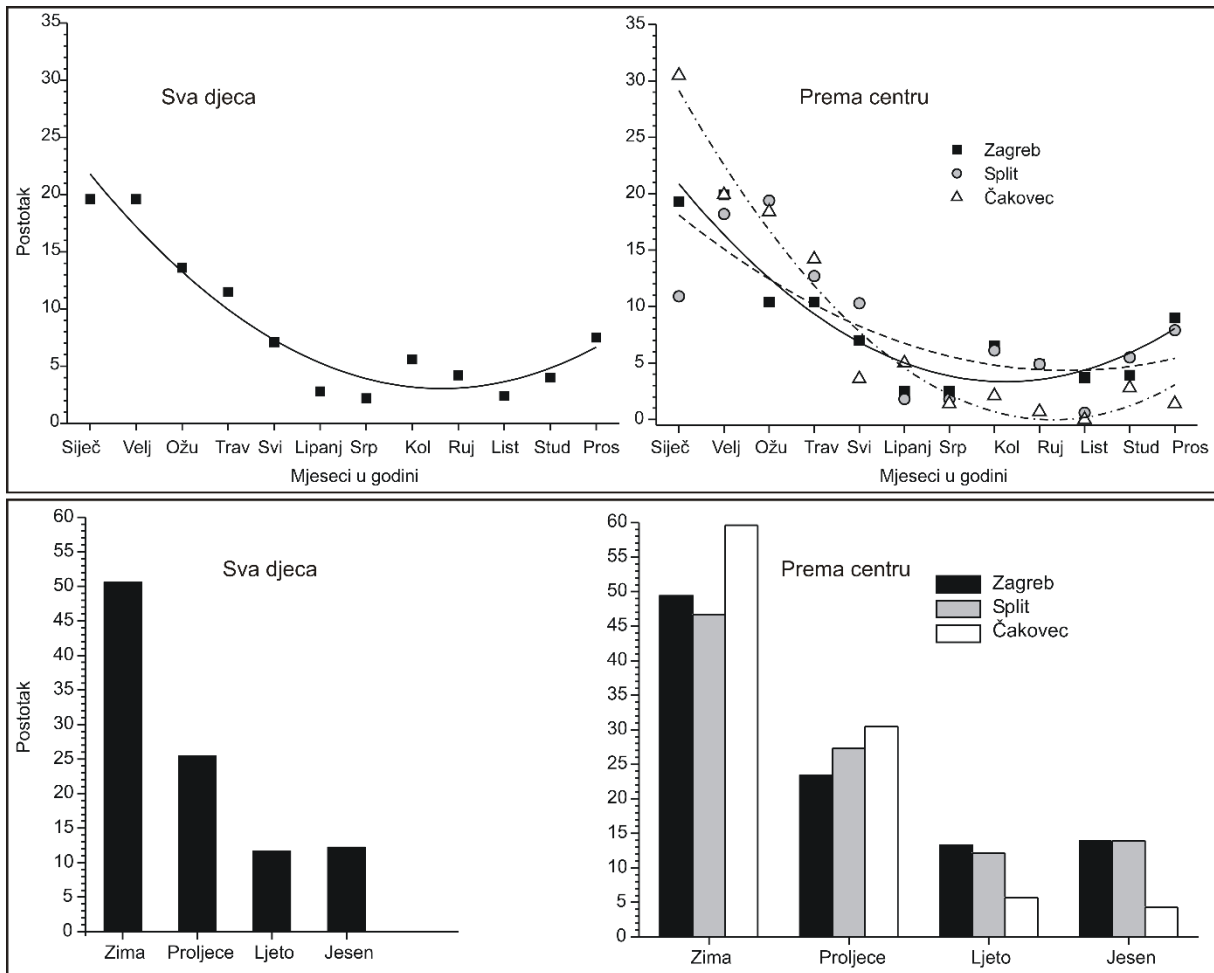 35
30
25
20
15
10
5
0
Postotak
Sva djeca
Siječ Velj Ožu Trav Svi Lipanj Srp Kol Ruj List Stud Pros
Mjeseci u godini
35
30
25
20
15
10
5
0
Prema centru
Zagreb
Split
Čakovec
Siječ Velj Ožu Trav Svi Lipanj Srp Kol Ruj List Stud Pros
Mjeseci u godini
60
55
50
45
40
35
30
25
20
15
10
5
0
Postotak
Sva djeca
Zima Proljece Ljeto Jesen
60
55
50
45
40
35
30
25
20
15
10
5
0
Prema centru
Zagreb
Split
Čakovec
Zima Proljece Ljeto Jesen